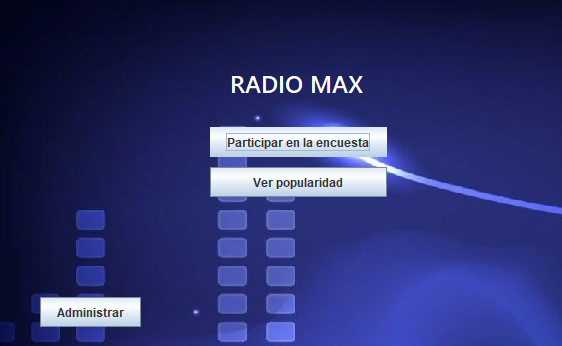 RADIO MAX
Participar en la encuesta
Ver popularidad
Administrar